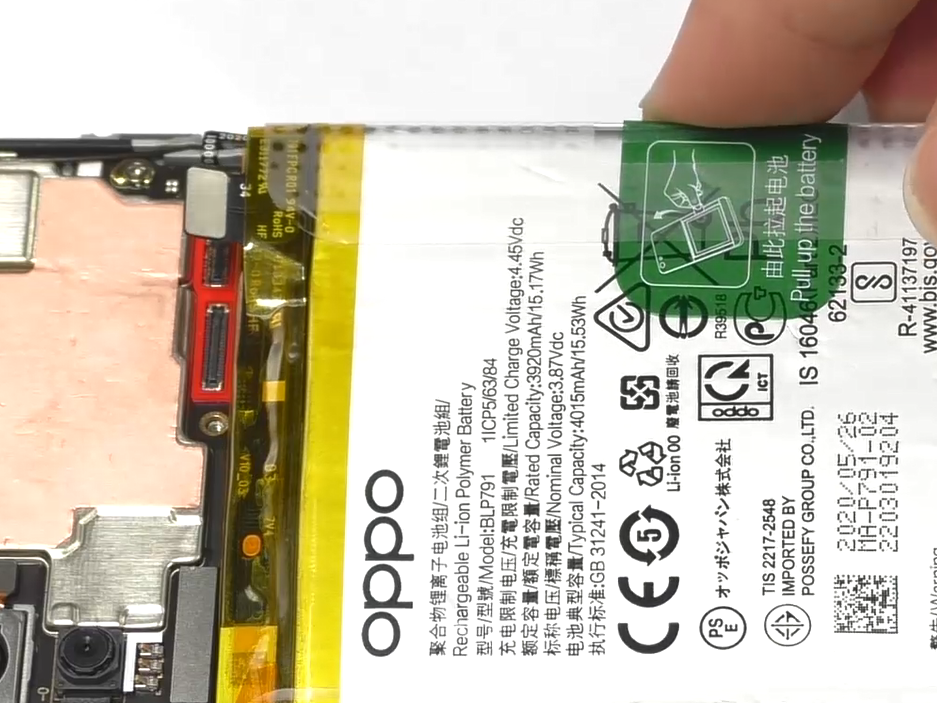 oppo
聚合物锂离子电池组/二次鋰電池組/
Rechargeable Li-ion Polymer Battery
型号/型號/Model:BLP791 1ICP5/63/84
充电限制电压/充電限制電壓/Limited Charge Voltage:4.45Vdc
额定容量/額定電容量/Rated Capacity:3920mAh/15.17Wh
标称电压/標稱電壓/Nominal Voltage:3.87Vdc
电池典型容量/Typical Capacity:4015mAh/15.53Wh
执行标准:GB 31241-2014
CE
5
Li-ion 00
廢電池請回收
R39518
PS
E
オッポジャパン株式会社
ICT
TIS 2217-2548
IMPORTED BY
POSSEFY GROUP CO.,LTD.
IS 16046
62133-2
2020/05/26
MA-P791-02
2203019204
R-41137197
www.bis.gov
由此拉起电池
Pull up the battery
94V-0
RoHS
HF